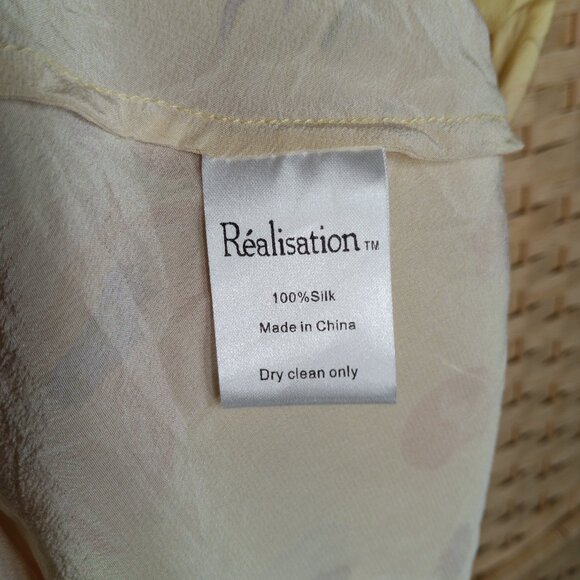 Réalisation TM
100%Silk
Made in China
Dry clean only